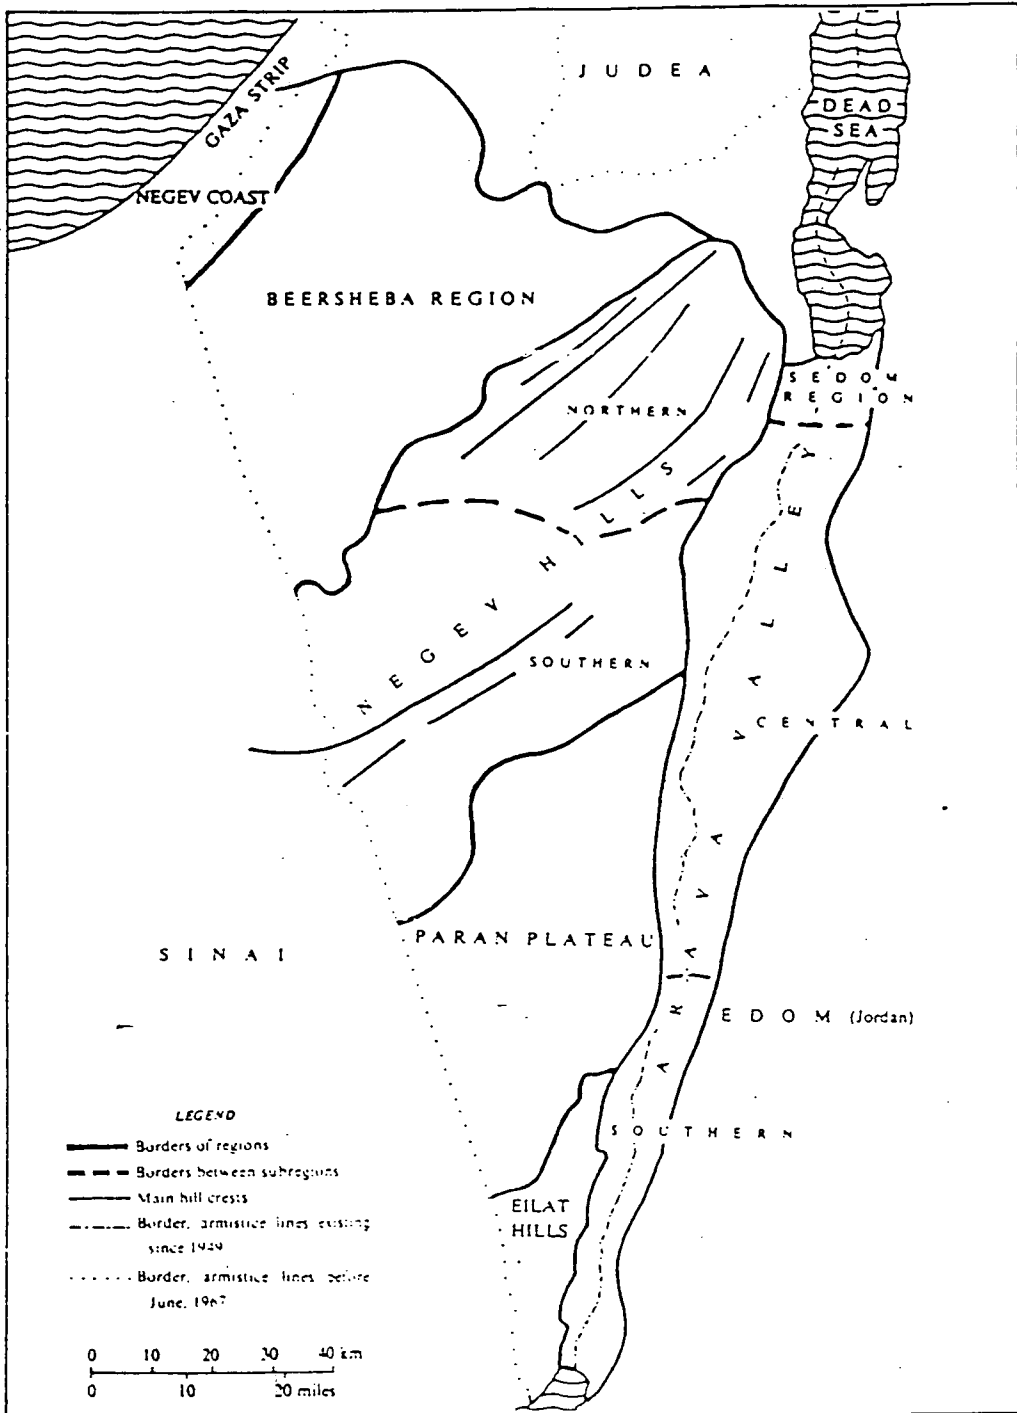 JUDEA
DEAD
SEA
GAZA STRIP
NEGEV COAST
BEERSHEBA REGION
SEDOM
REGION
NORTHERN
NEGEV HILLS
SOUTHERN
ARAVA VALLEY
CENTRAL
PARAN PLATEAU
SINAI
EDOM (Jordan)
SOUTHERN
EILAT
HILLS
LEGEND
Borders of regions
Borders between subregions
Main hill crests
Border, armistice lines existing
since 1949
Border, armistice lines before
June, 1967
0 10 20 30 40 km
0 10 20 miles